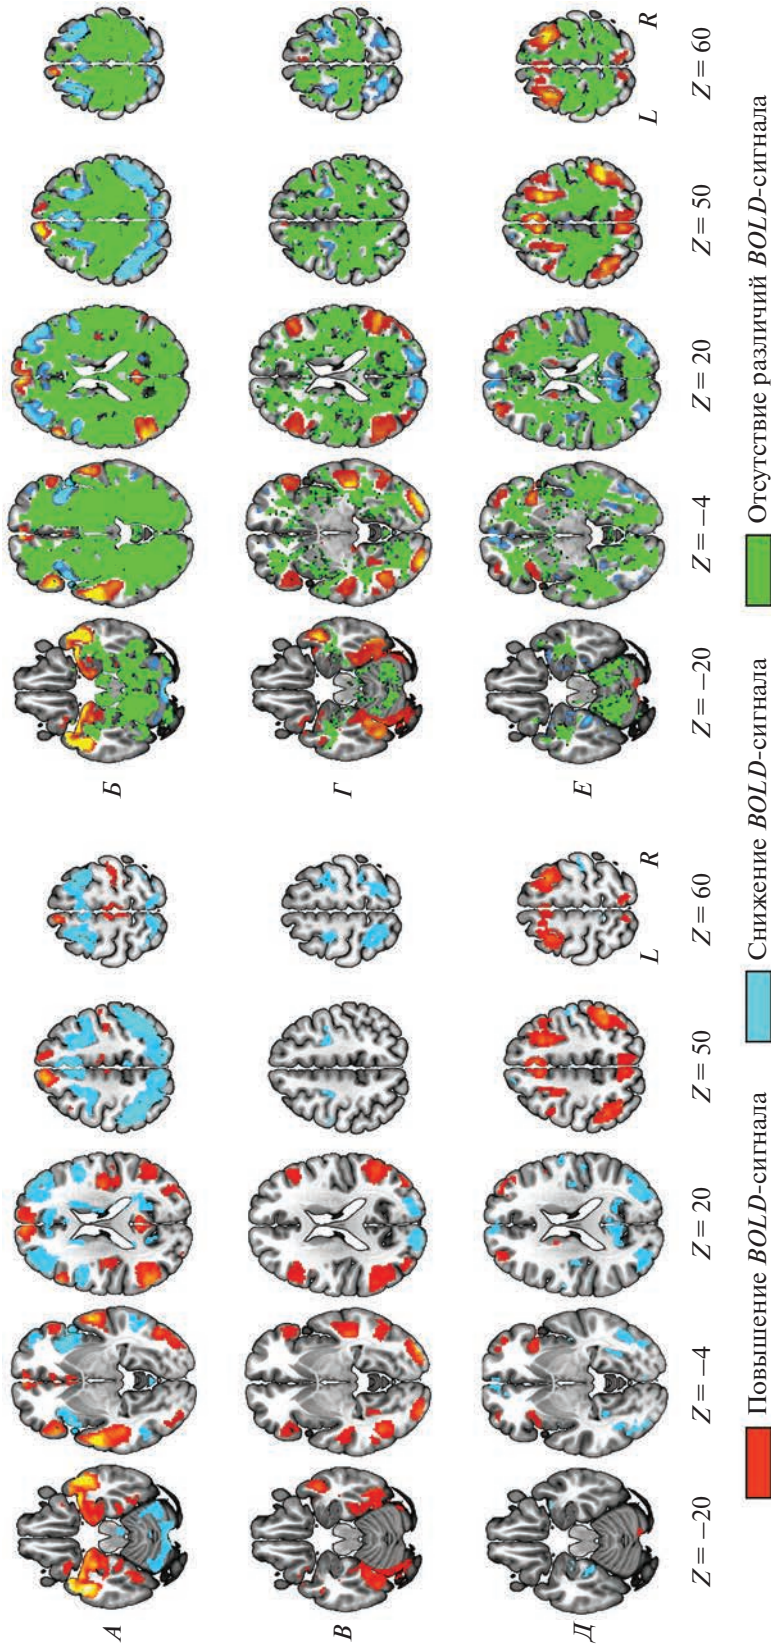 А
Б
В
Г
Д
Е
L
R
L
R
Z = −20
Z = −4
Z = 20
Z = 50
Z = 60
Z = −20
Z = −4
Z = 20
Z = 50
Z = 60
Повышение BOLD-сигнала
Снижение BOLD-сигнала
Отсутствие различий BOLD-сигнала